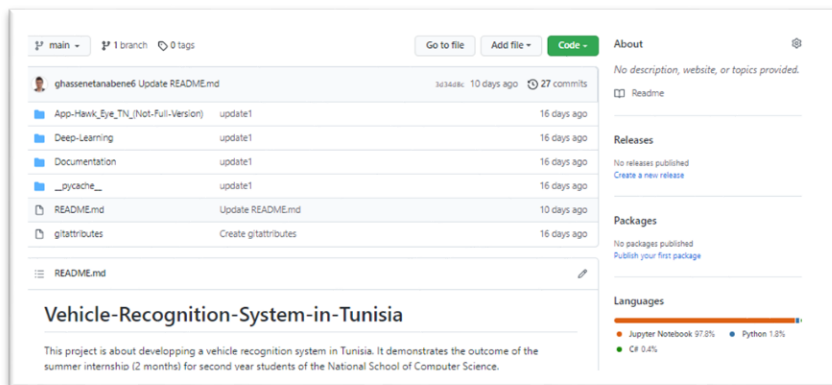 main 1 branch 0 tags Go to file Add file Code
ghassenetanabene6 Update README.md 3d34d8c 10 days ago 27 commits
App-Hawk_Eye_TN_(Not-Full-Version) update1 16 days ago
Deep-Learning update1 16 days ago
Documentation update1 16 days ago
__pycache__ update1 16 days ago
README.md Update README.md 10 days ago
gitattributes Create gitattributes 16 days ago
README.md
Vehicle-Recognition-System-in-Tunisia
This project is about developping a vehicle recognition system in Tunisia. It demonstrates the outcome of the
summer internship (2 months) for second year students of the National School of Computer Science.
About
No description, website, or topics provided.
Readme
Releases
No releases published
Create a new release
Packages
No packages published
Publish your first package
Languages
Jupyter Notebook 97.8% Python 1.8%
C# 0.4%